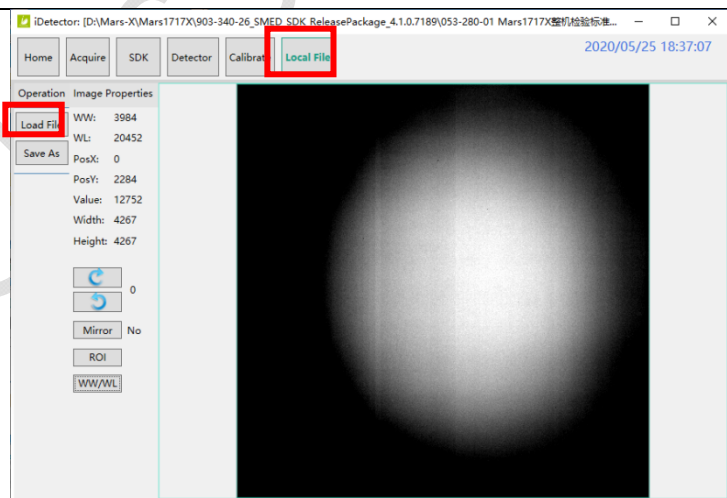 iDetector: [D:\Mars-X\Mars1717X\903-340-26_SMED_SDK_ReleasePackage_4.1.0.7189\053-280-01 Mars1717X整机检验标准...
Home Acquire SDK Detector Calibrate Local File
2020/05/25 18:37:07
Operation Image Properties
Load File
Save As
WW: 3984
WL: 20452
PosX: 0
PosY: 2284
Value: 12752
Width: 4267
Height: 4267
0
Mirror No
ROI
WW/WL